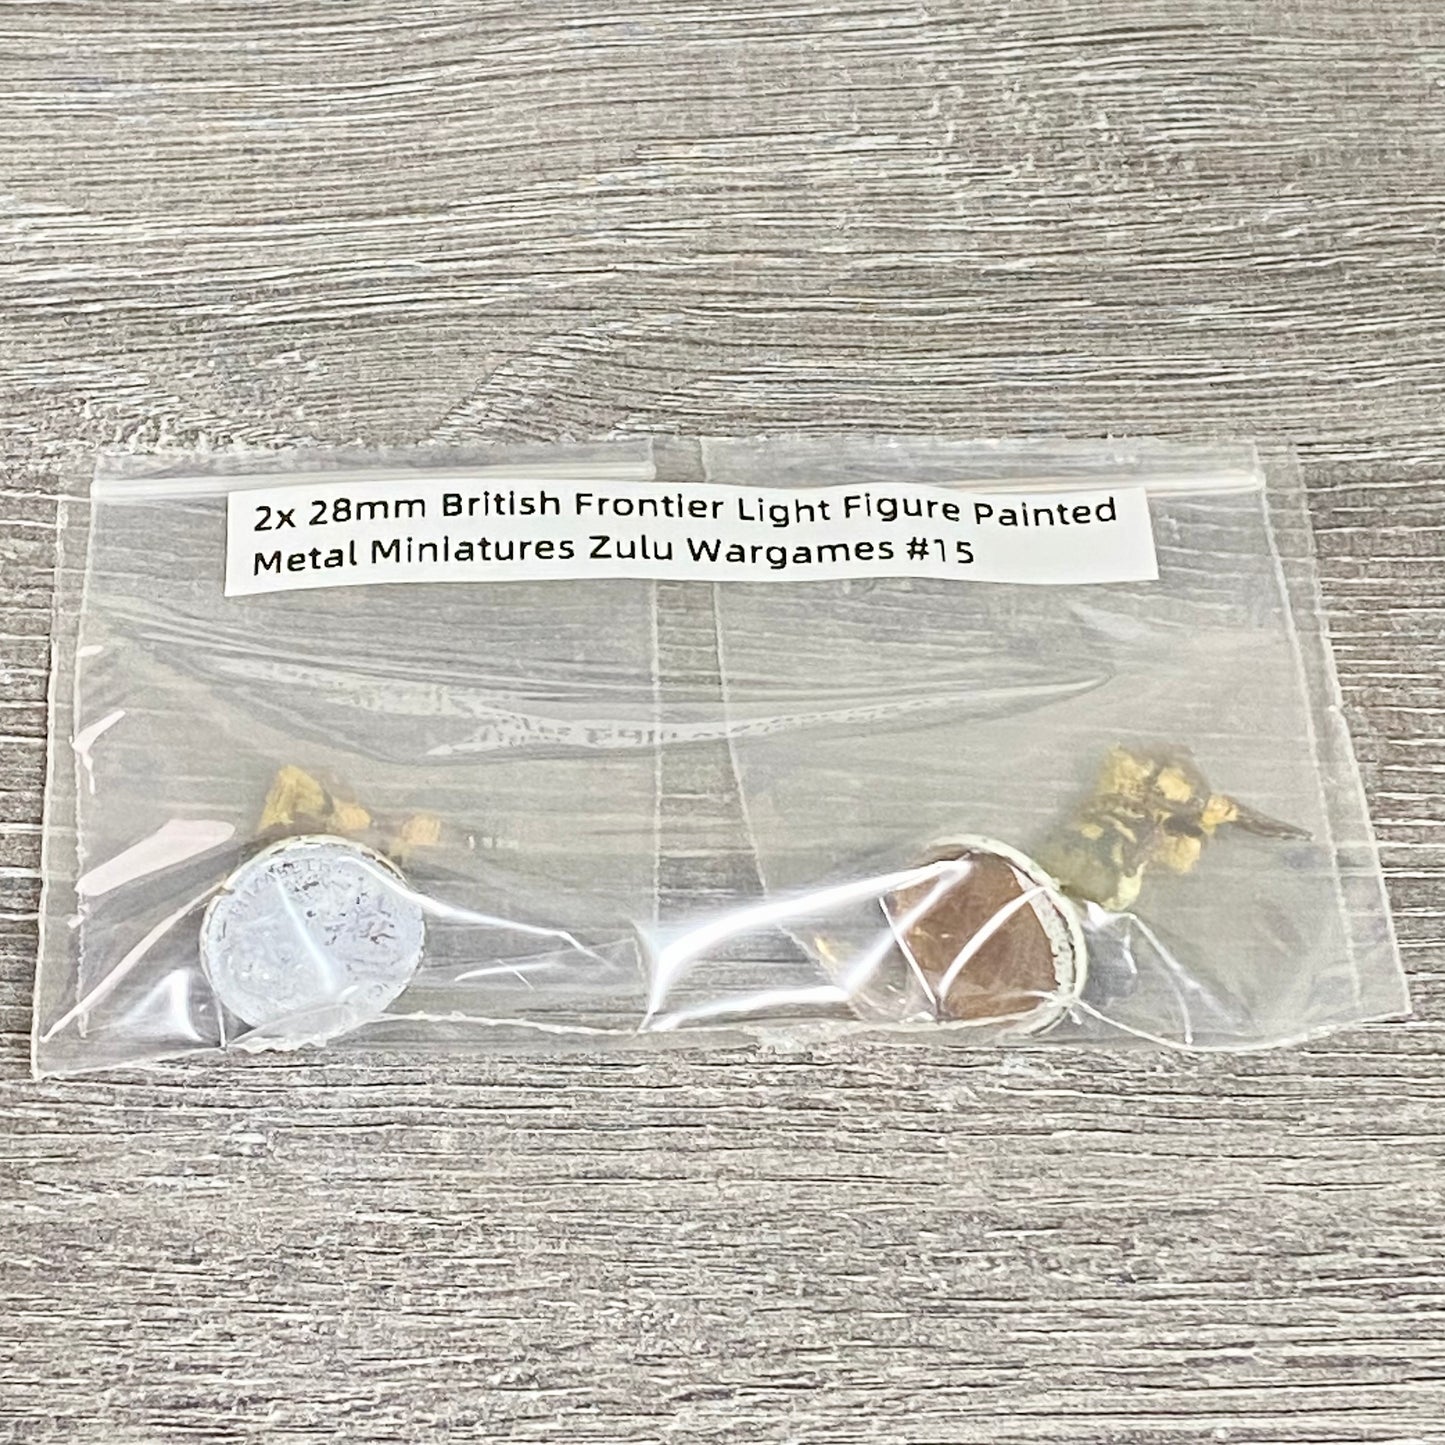 2x 28mm British Frontier Light Figure Painted
Metal Miniatures Zulu Wargames #15